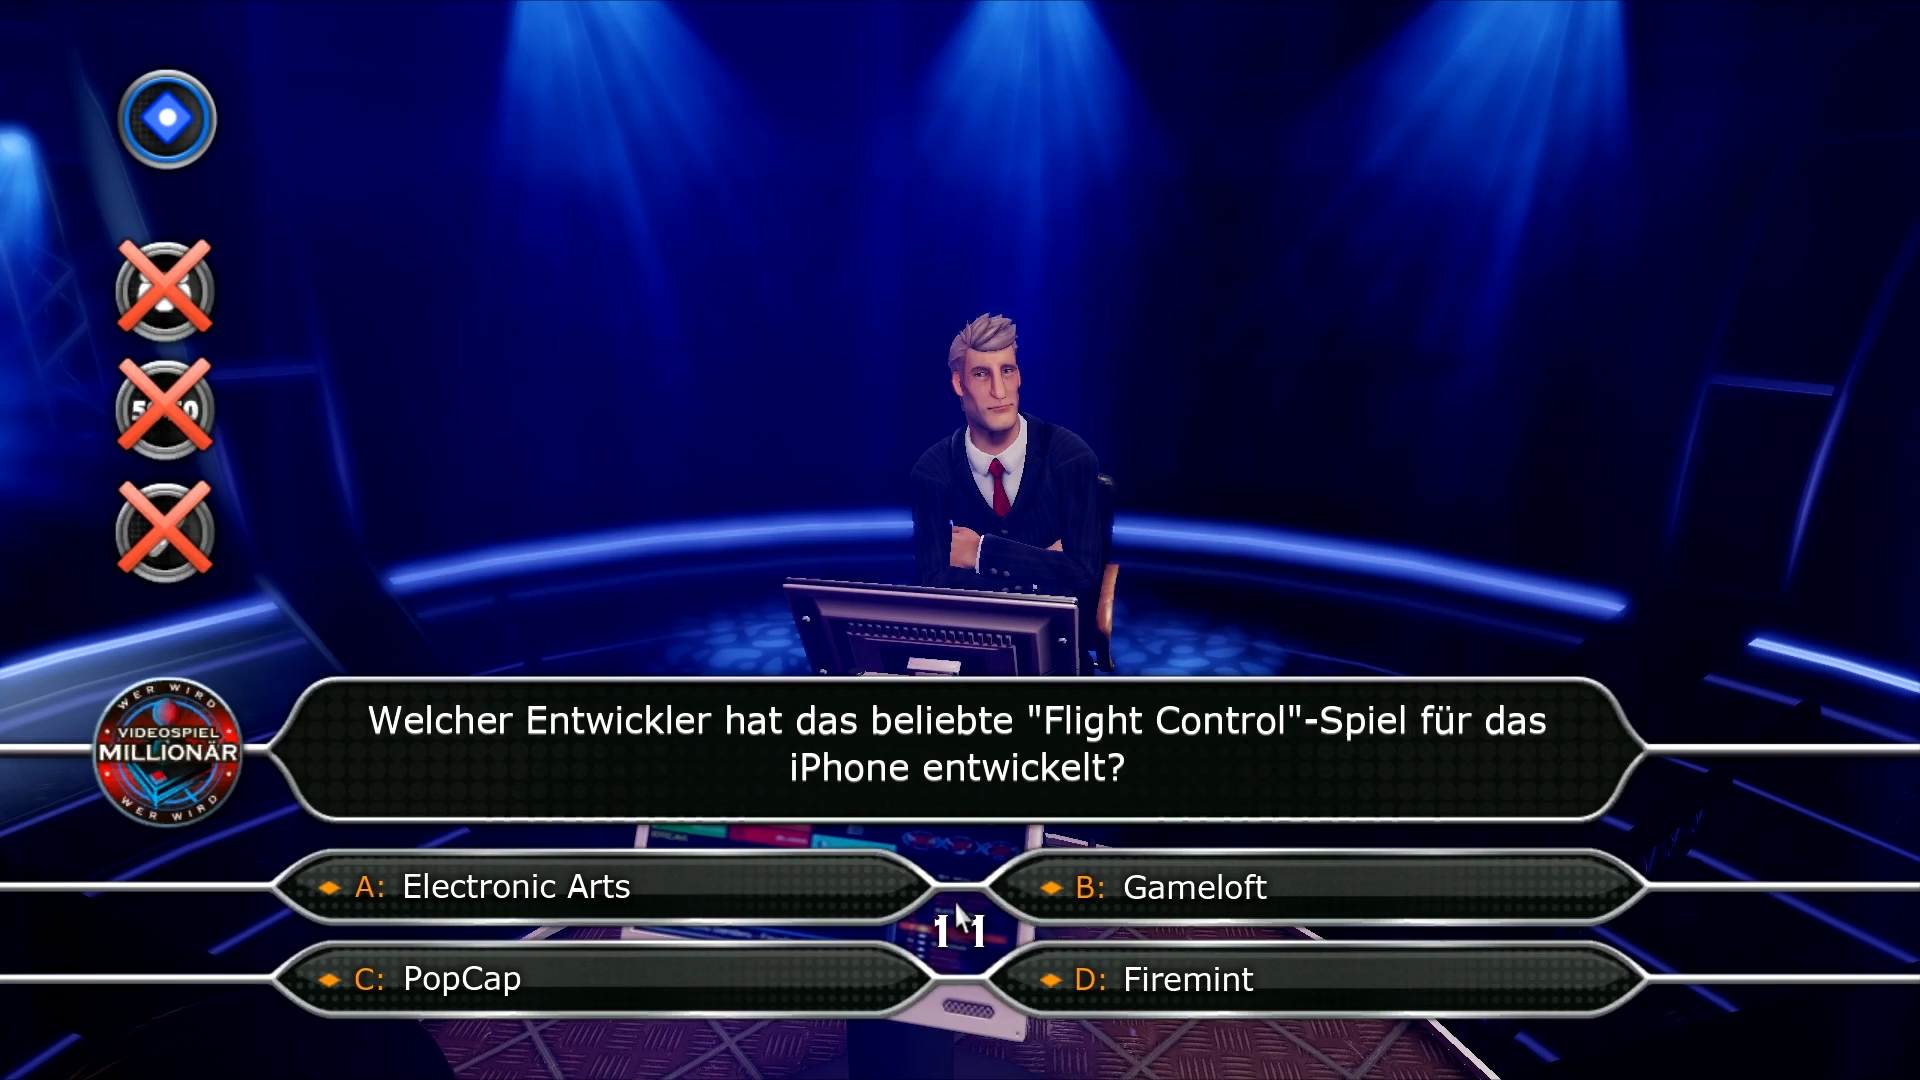 WER WIRD
VIDEOSPIEL
MILLIONÄR
WER WIRD
Welcher Entwickler hat das beliebte "Flight Control"-Spiel für das
iPhone entwickelt?
A: Electronic Arts
B: Gameloft
11
C: PopCap
D: Firemint